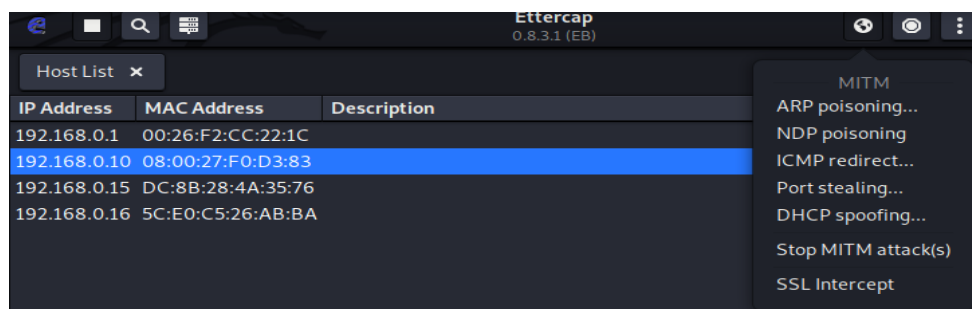 Ettercap
0.8.3.1 (EB)
Host List ×
MITM
IP Address MAC Address Description
ARP poisoning...
192.168.0.1 00:26:F2:CC:22:1C
NDP poisoning
192.168.0.10 08:00:27:F0:D3:83
ICMP redirect...
192.168.0.15 DC:8B:28:4A:35:76
Port stealing...
192.168.0.16 5C:E0:C5:26:AB:BA
DHCP spoofing...
Stop MITM attack(s)
SSL Intercept